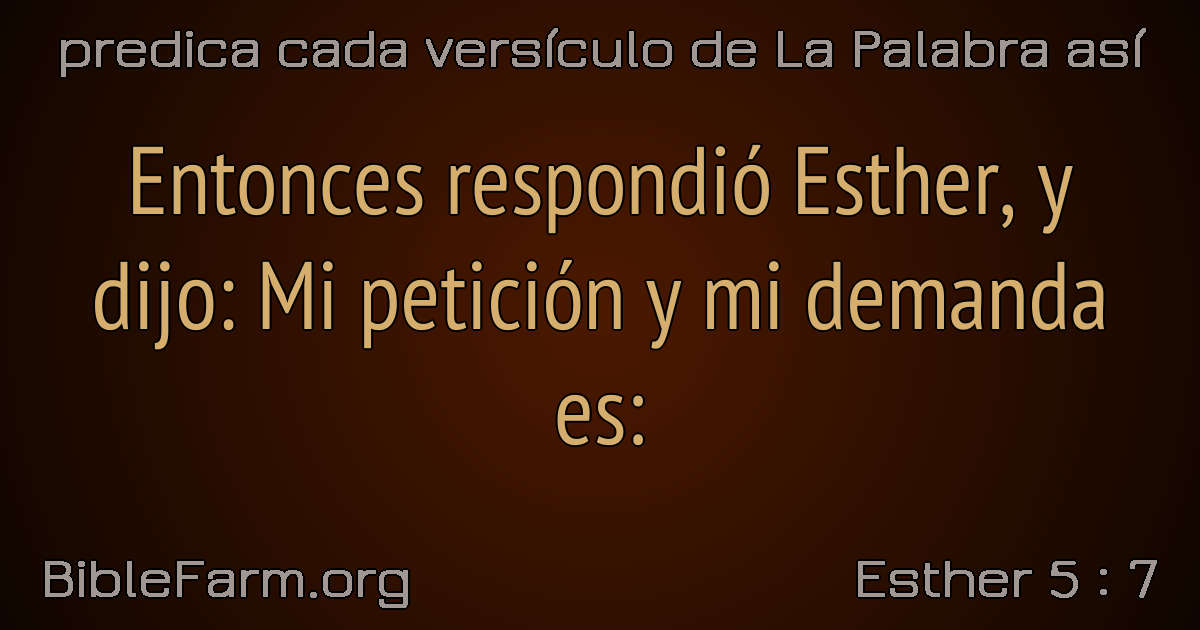 predica cada versículo de La Palabra así
Entonces respondió Esther, y
dijo: Mi petición y mi demanda
es:
BibleFarm.org
Esther 5 : 7